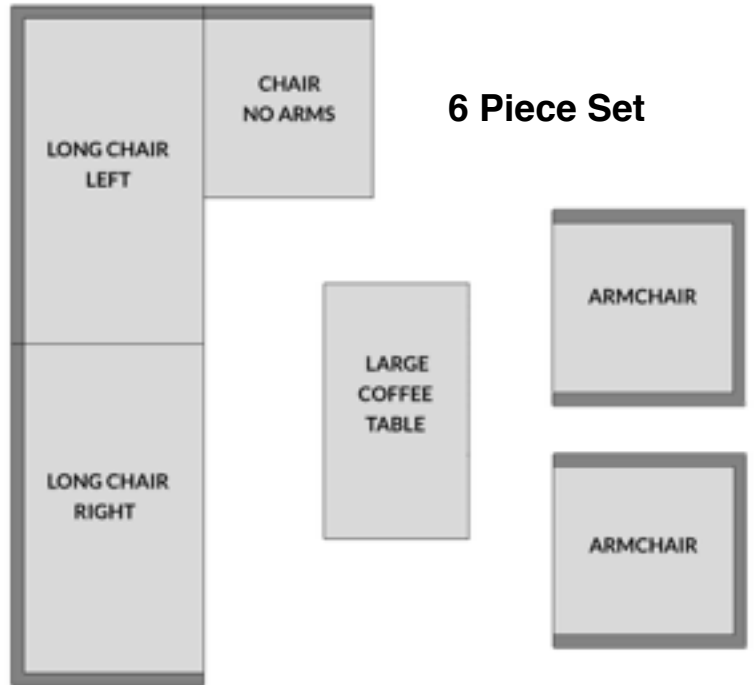 CHAIR
NO ARMS
6 Piece Set
LONG CHAIR
LEFT
ARMCHAIR
LARGE
COFFEE
TABLE
LONG CHAIR
RIGHT
ARMCHAIR